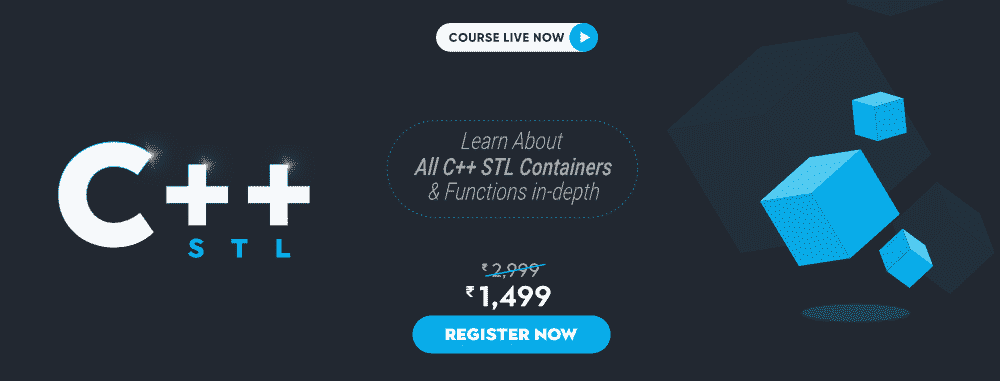 COURSE LIVE NOW
C++
STL
Learn About
All C++ STL Containers
& Functions in-depth
₹2,999
₹1,499
REGISTER NOW